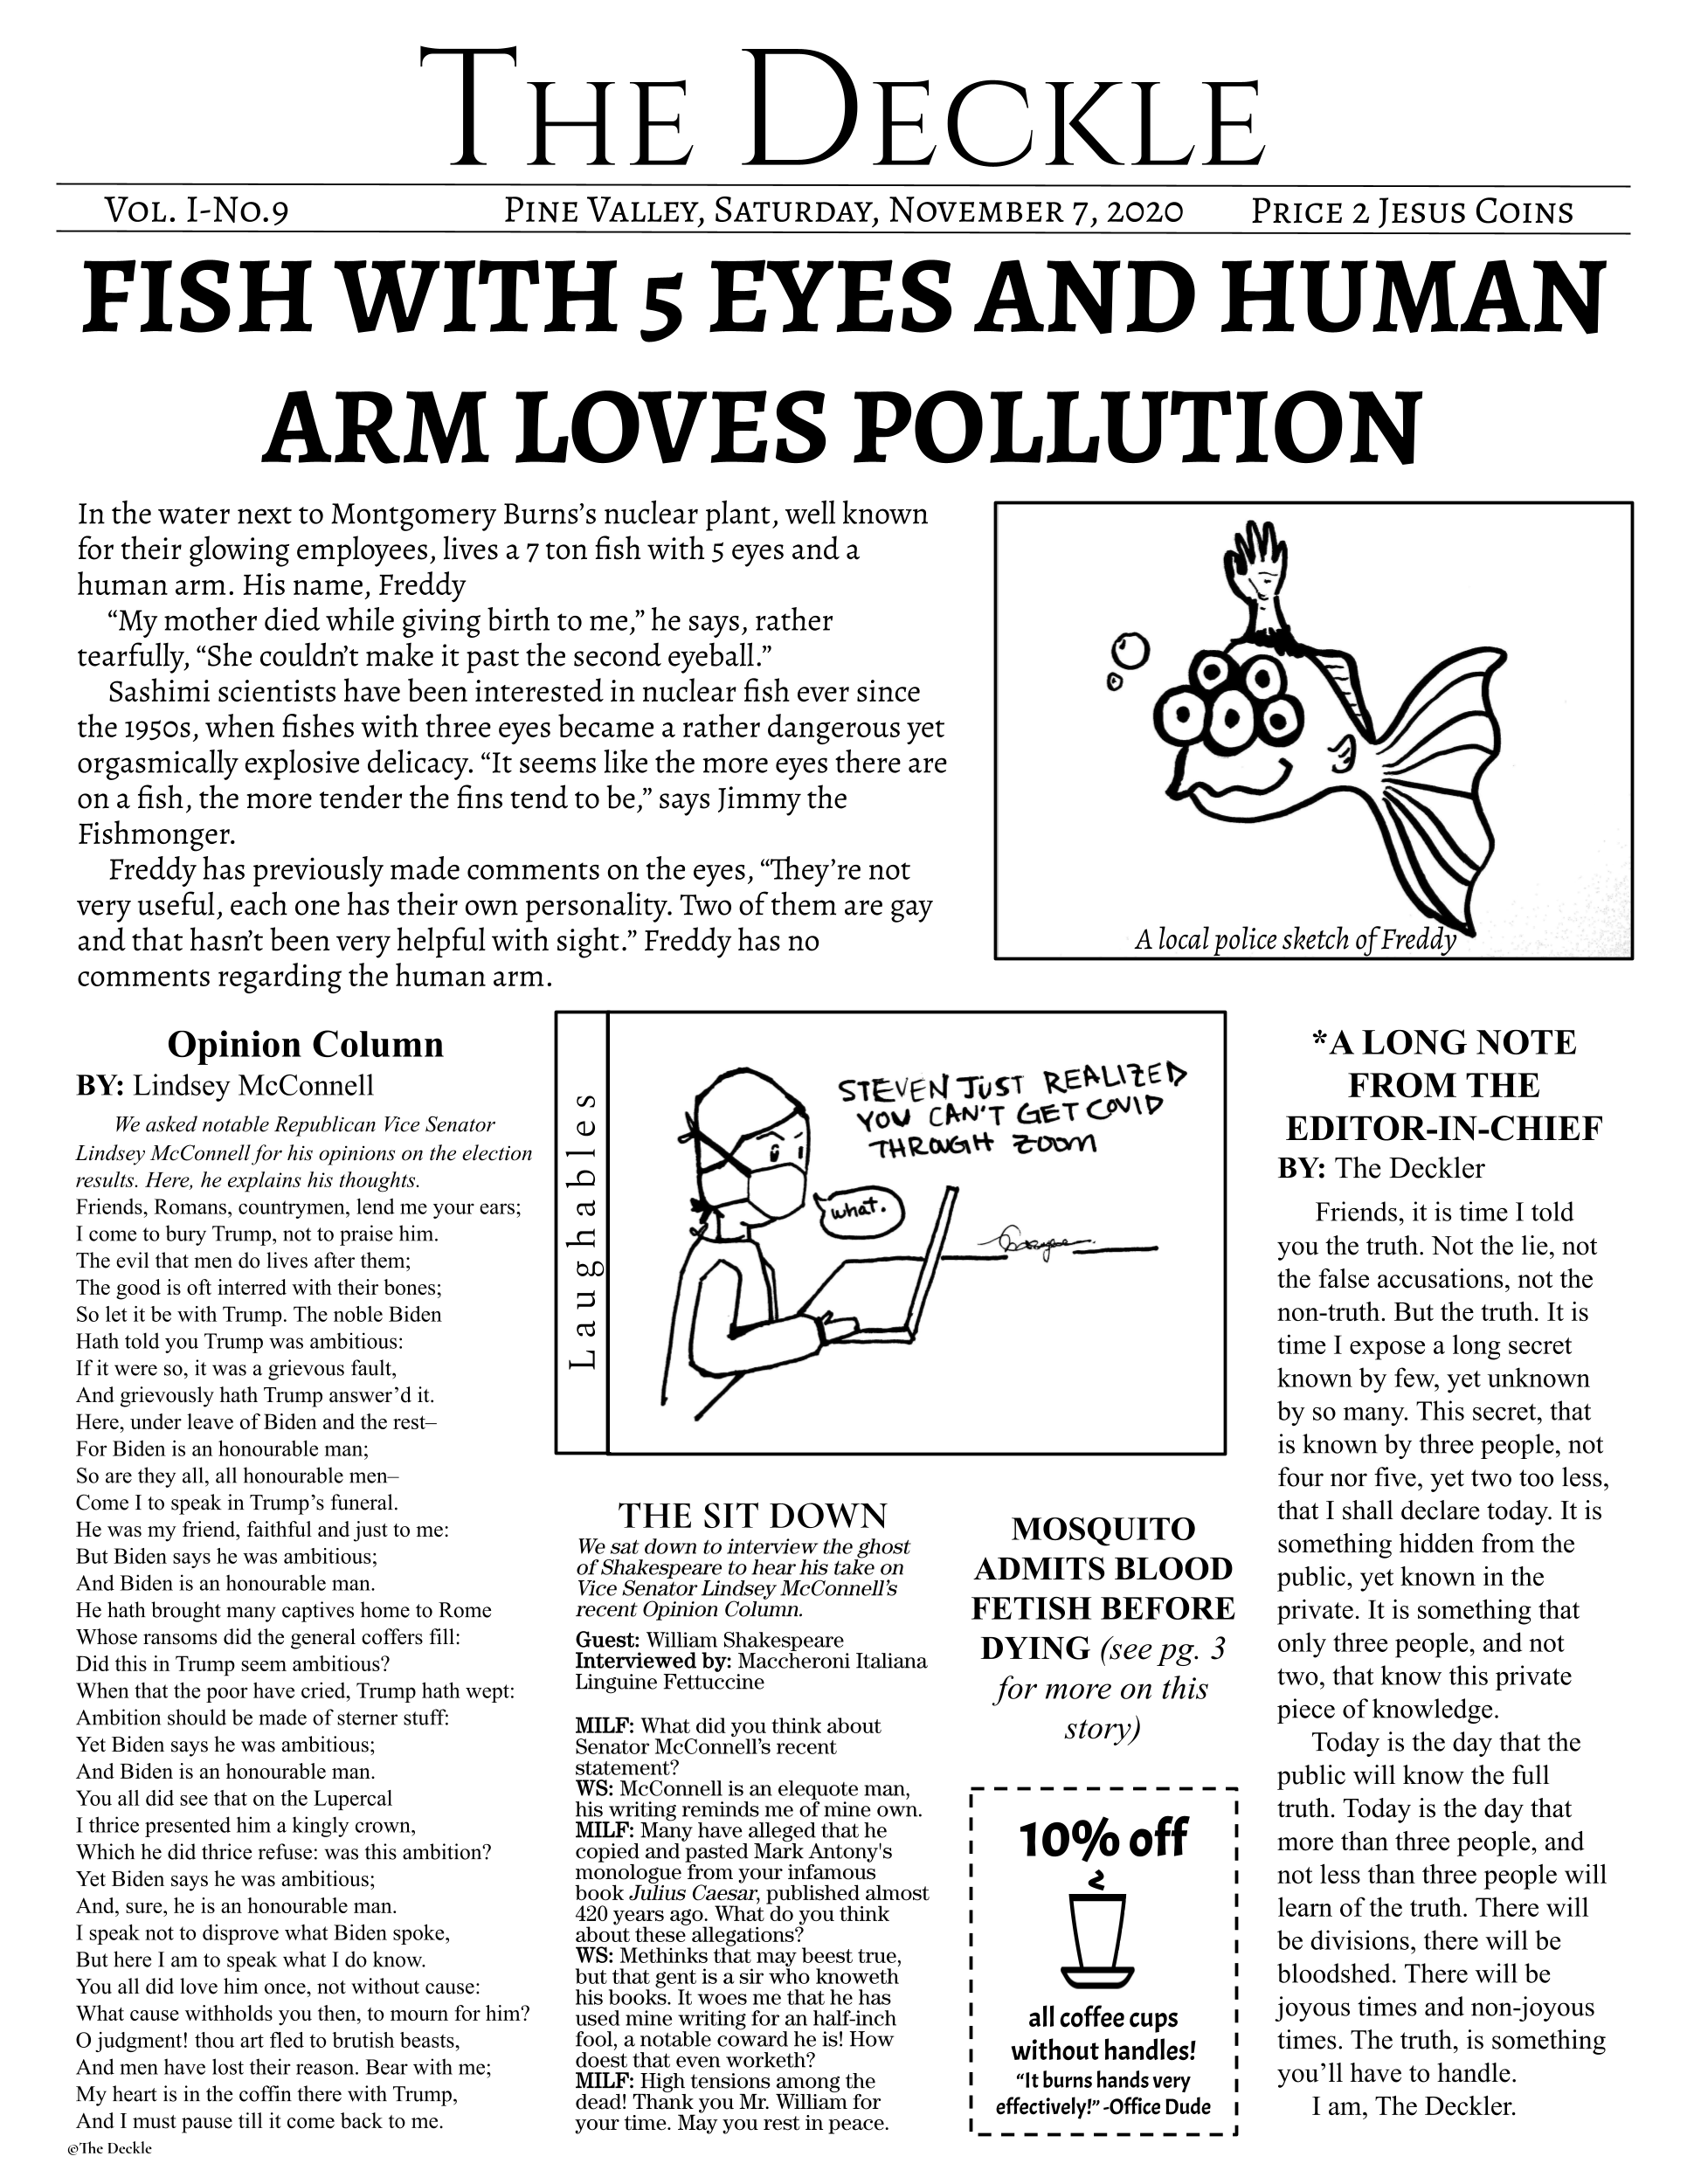 THE DECKLE
VOL. I-NO.9 PINE VALLEY, SATURDAY, NOVEMBER 7, 2020 PRICE 2 JESUS COINS
FISH WITH 5 EYES AND HUMAN
ARM LOVES POLLUTION
In the water next to Montgomery Burns’s nuclear plant, well known
for their glowing employees, lives a 7 ton fish with 5 eyes and a
human arm. His name, Freddy
“My mother died while giving birth to me,” he says, rather
tearfully, “She couldn’t make it past the second eyeball.”
Sashimi scientists have been interested in nuclear fish ever since
the 1950s, when fishes with three eyes became a rather dangerous yet
orgasmically explosive delicacy. “It seems like the more eyes there are
on a fish, the more tender the fins tend to be,” says Jimmy the
Fishmonger.
Freddy has previously made comments on the eyes, “They’re not
very useful, each one has their own personality. Two of them are gay
and that hasn’t been very helpful with sight.” Freddy has no
comments regarding the human arm.
A local police sketch of Freddy
Opinion Column
BY: Lindsey McConnell
We asked notable Republican Vice Senator
Lindsey McConnell for his opinions on the election
results. Here, he explains his thoughts.
Friends, Romans, countrymen, lend me your ears;
I come to bury Trump, not to praise him.
The evil that men do lives after them;
The good is oft interred with their bones;
So let it be with Trump. The noble Biden
Hath told you Trump was ambitious:
If it were so, it was a grievous fault,
And grievously hath Trump answer’d it.
Here, under leave of Biden and the rest–
For Biden is an honourable man;
So are they all, all honourable men–
Come I to speak in Trump’s funeral.
He was my friend, faithful and just to me:
But Biden says he was ambitious;
And Biden is an honourable man.
He hath brought many captives home to Rome
Whose ransoms did the general coffers fill:
Did this in Trump seem ambitious?
When that the poor have cried, Trump hath wept:
Ambition should be made of sterner stuff:
Yet Biden says he was ambitious;
And Biden is an honourable man.
You all did see that on the Lupercal
I thrice presented him a kingly crown,
Which he did thrice refuse: was this ambition?
Yet Biden says he was ambitious;
And, sure, he is an honourable man.
I speak not to disprove what Biden spoke,
But here I am to speak what I do know.
You all did love him once, not without cause:
What cause withholds you then, to mourn for him?
O judgment! thou art fled to brutish beasts,
And men have lost their reason. Bear with me;
My heart is in the coffin there with Trump,
And I must pause till it come back to me.
©The Deckle
Laughables
STEVEN JUST REALIZED
YOU CAN'T GET COVID
THROUGH ZOOM
what.
THE SIT DOWN
We sat down to interview the ghost
of Shakespeare to hear his take on
Vice Senator Lindsey McConnell’s
recent Opinion Column.
Guest: William Shakespeare
Interviewed by: Maccheroni Italiana
Linguine Fettuccine
MILF: What did you think about
Senator McConnell’s recent
statement?
WS: McConnell is an elequote man,
his writing reminds me of mine own.
MILF: Many have alleged that he
copied and pasted Mark Antony's
monologue from your infamous
book Julius Caesar, published almost
420 years ago. What do you think
about these allegations?
WS: Methinks that may beest true,
but that gent is a sir who knoweth
his books. It woes me that he has
used mine writing for an half-inch
fool, a notable coward he is! How
doest that even worketh?
MILF: High tensions among the
dead! Thank you Mr. William for
your time. May you rest in peace.
MOSQUITO
ADMITS BLOOD
FETISH BEFORE
DYING (see pg. 3
for more on this
story)
10% off
all coffee cups
without handles!
“It burns hands very
effectively!” -Office Dude
*A LONG NOTE
FROM THE
EDITOR-IN-CHIEF
BY: The Deckler
Friends, it is time I told
you the truth. Not the lie, not
the false accusations, not the
non-truth. But the truth. It is
time I expose a long secret
known by few, yet unknown
by so many. This secret, that
is known by three people, not
four nor five, yet two too less,
that I shall declare today. It is
something hidden from the
public, yet known in the
private. It is something that
only three people, and not
two, that know this private
piece of knowledge.
Today is the day that the
public will know the full
truth. Today is the day that
more than three people, and
not less than three people will
learn of the truth. There will
be divisions, there will be
bloodshed. There will be
joyous times and non-joyous
times. The truth, is something
you’ll have to handle.
I am, The Deckler.